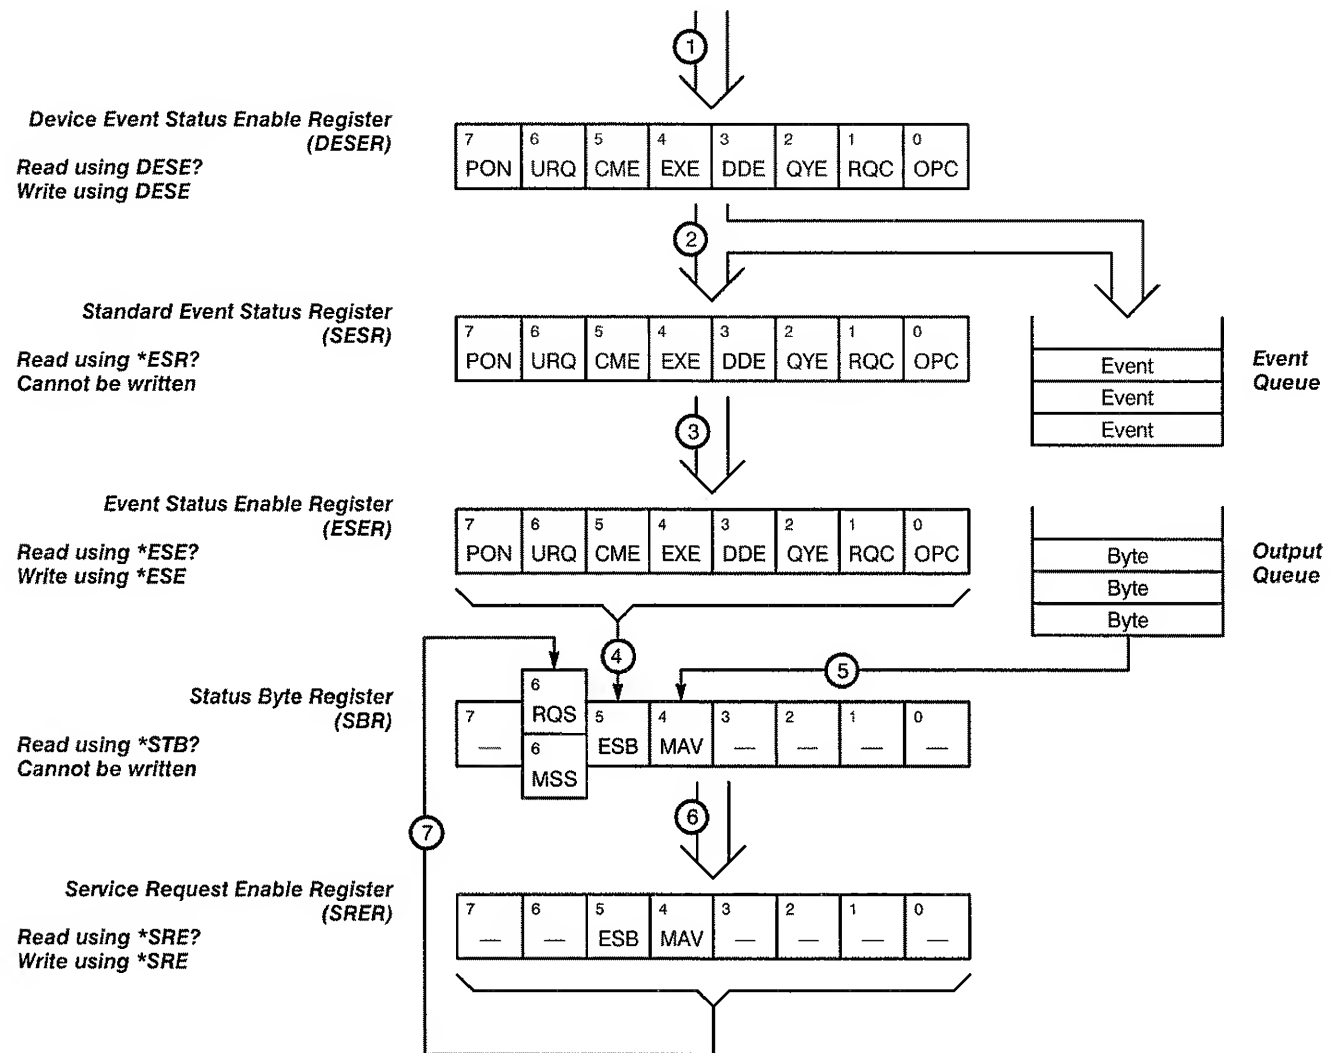 1
Device Event Status Enable Register
(DESER)
Read using DESE?
Write using DESE
7 6 5 4 3 2 1 0
PON URQ CME EXE DDE QYE RQC OPC
2
Standard Event Status Register
(SESR)
Read using *ESR?
Cannot be written
7 6 5 4 3 2 1 0
PON URQ CME EXE DDE QYE RQC OPC
Event
Event
Event
Event
Queue
3
Event Status Enable Register
(ESER)
Read using *ESE?
Write using *ESE
7 6 5 4 3 2 1 0
PON URQ CME EXE DDE QYE RQC OPC
Byte
Byte
Byte
Output
Queue
4
5
Status Byte Register
(SBR)
Read using *STB?
Cannot be written
6
RQS
7 5 4 3 2 1 0
— ESB MAV — — — —
6
MSS
7
6
Service Request Enable Register
(SRER)
Read using *SRE?
Write using *SRE
7 6 5 4 3 2 1 0
— — ESB MAV — — — —